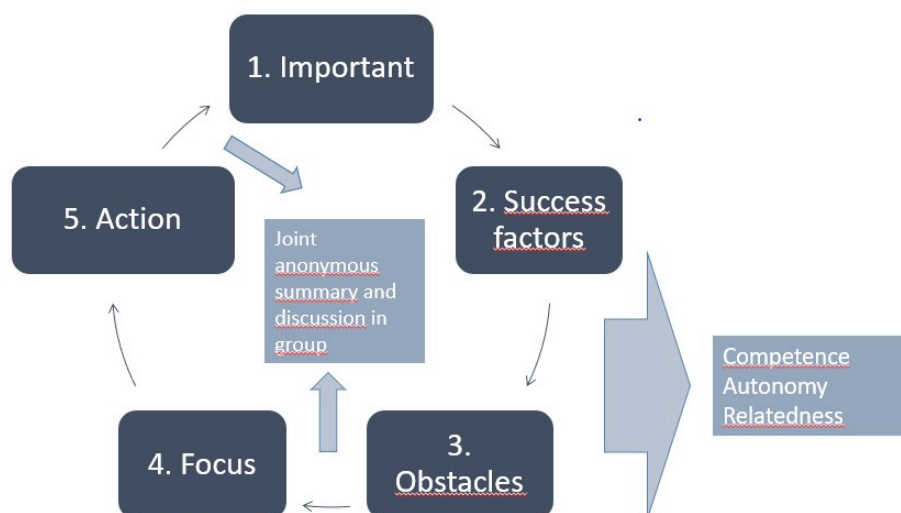 1. Important
2. Success
factors
3.
Obstacles
4. Focus
5. Action
Joint
anonymous
summary and
discussion in
group
Competence
Autonomy
Relatedness